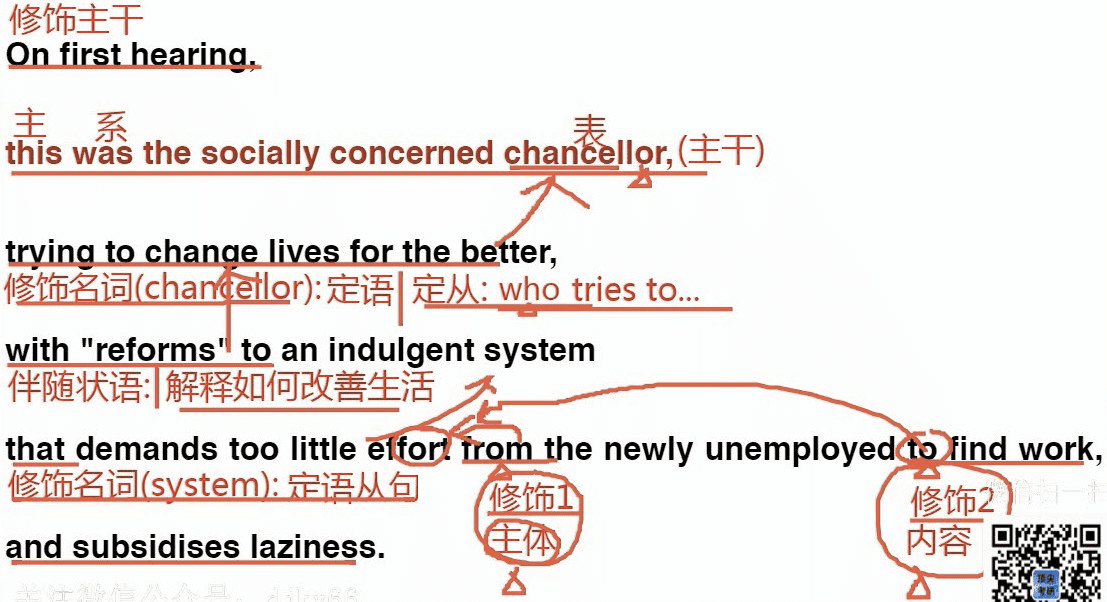 修饰主干
On first hearing,
主 系 表
this was the socially concerned chancellor,(主干)
trying to change lives for the better,
修饰名词(chancellor):定语 定从: who tries to...
with "reforms" to an indulgent system
伴随状语: 解释如何改善生活
that demands too little effort from the newly unemployed to find work,
修饰名词(system): 定语从句 修饰1 修饰2
主体 内容
and subsidises laziness.
顶尖
考研